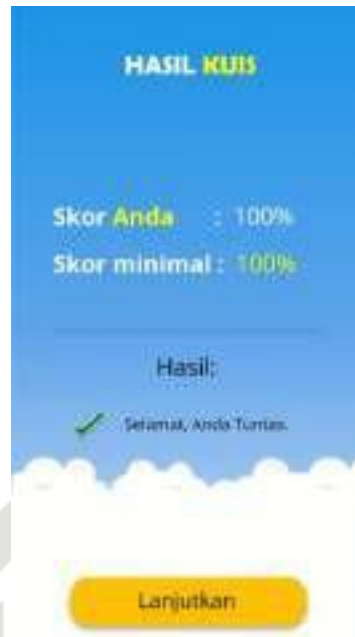 HASIL KUIS
Skor Anda : 100%
Skor minimal : 100%
Hasil:
Selamat, Anda Tuntas.
Lanjutkan